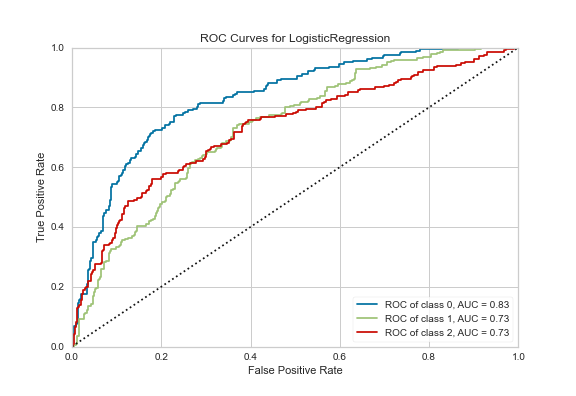 ROC Curves for LogisticRegression
1.0
0.8
0.6
0.4
0.2
0.0
True Positive Rate
ROC of class 0, AUC = 0.83
ROC of class 1, AUC = 0.73
ROC of class 2, AUC = 0.73
0.0 0.2 0.4 0.6 0.8 1.0
False Positive Rate